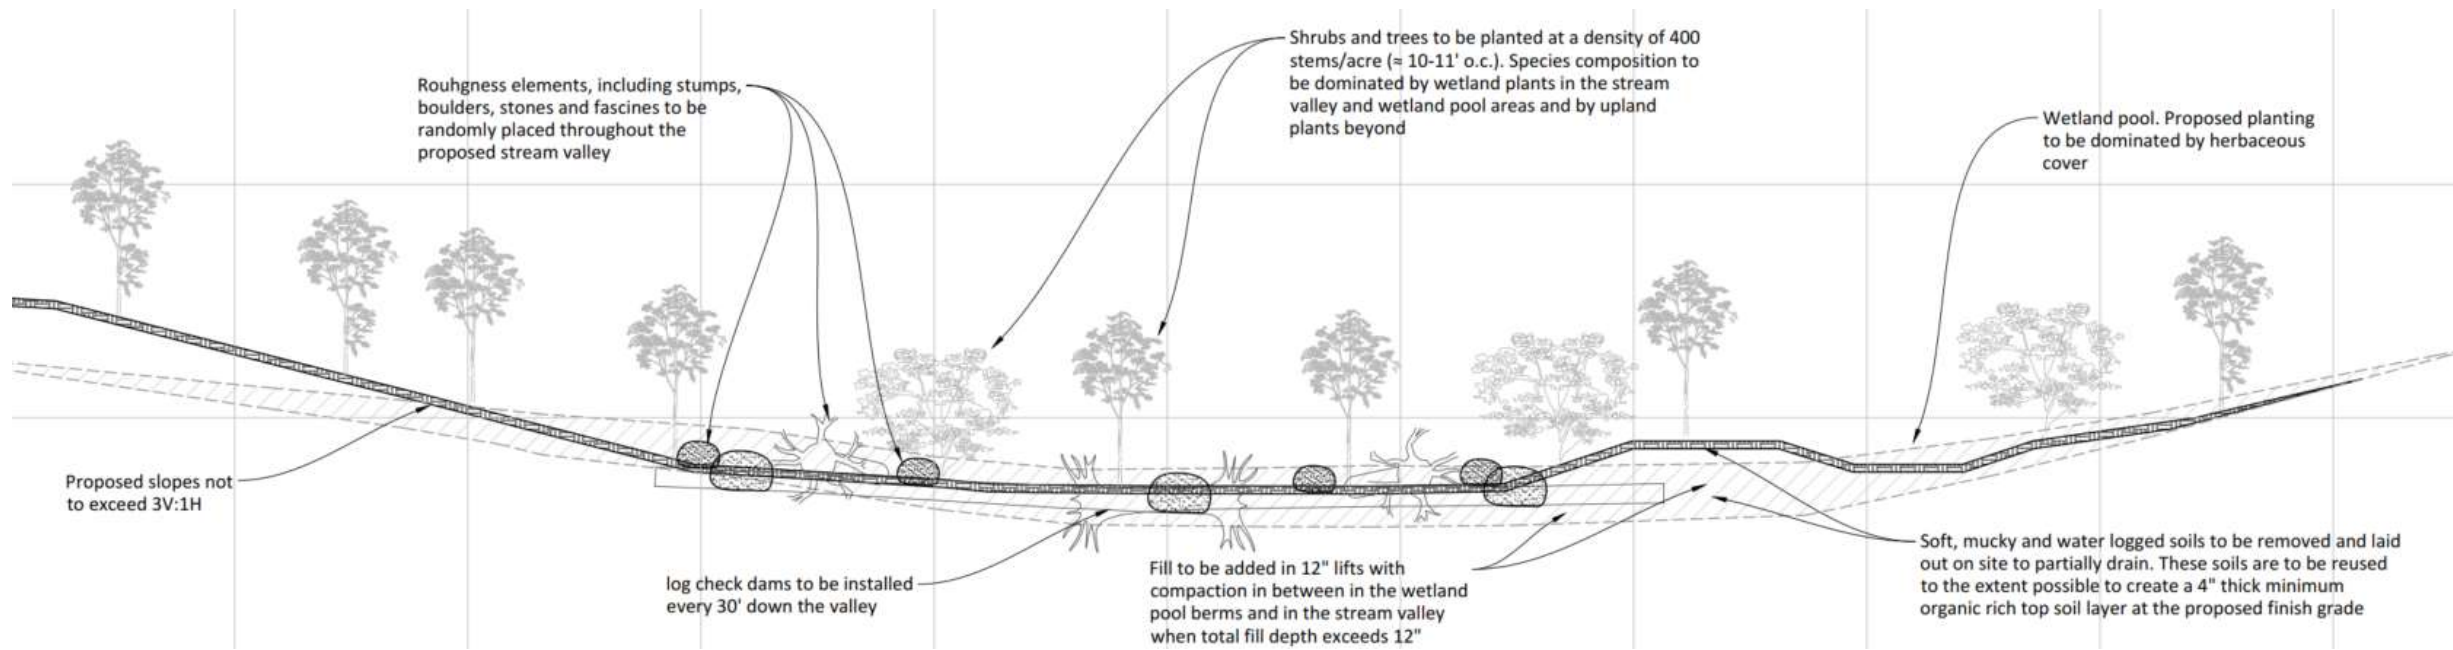 Rouhgness elements, including stumps,
boulders, stones and fascines to be
randomly placed throughout the
proposed stream valley
Shrubs and trees to be planted at a density of 400
stems/acre (≈ 10-11' o.c.). Species composition to
be dominated by wetland plants in the stream
valley and wetland pool areas and by upland
plants beyond
Wetland pool. Proposed planting
to be dominated by herbaceous
cover
Proposed slopes not
to exceed 3V:1H
log check dams to be installed
every 30' down the valley
Fill to be added in 12" lifts with
compaction in between in the wetland
pool berms and in the stream valley
when total fill depth exceeds 12"
Soft, mucky and water logged soils to be removed and laid
out on site to partially drain. These soils are to be reused
to the extent possible to create a 4" thick minimum
organic rich top soil layer at the proposed finish grade